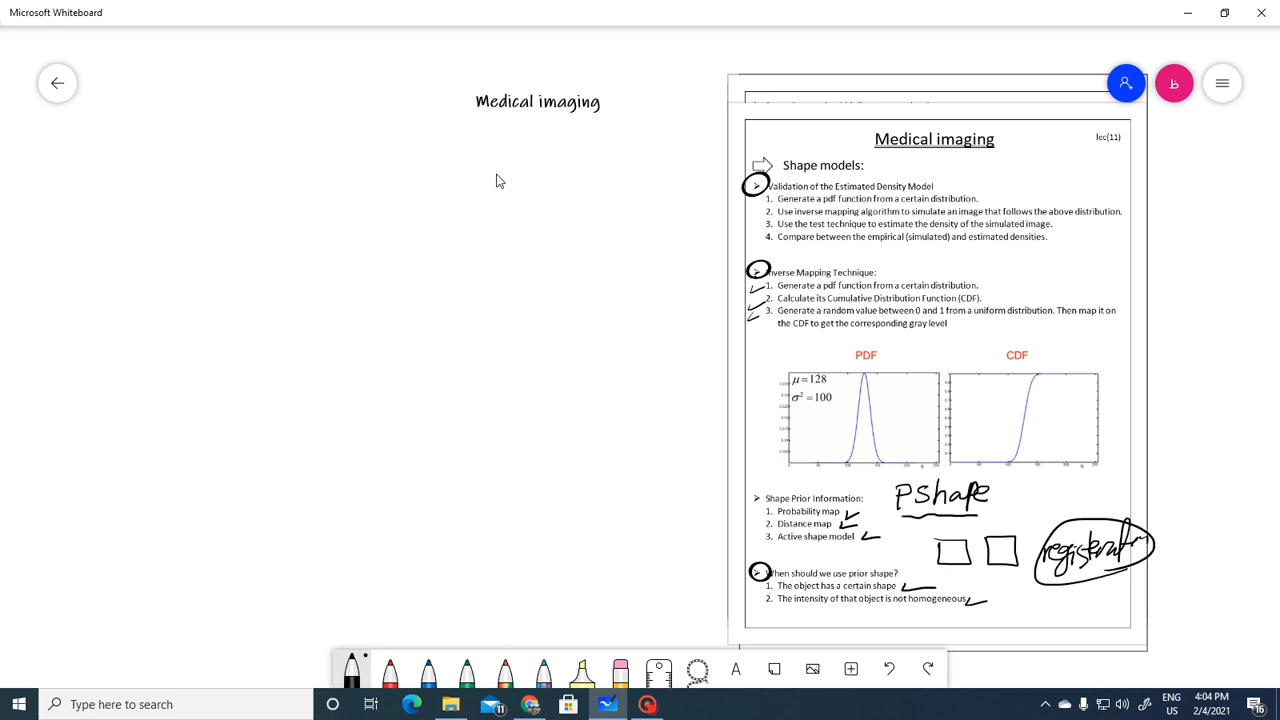 Microsoft Whiteboard
Medical imaging
ط
Medical imaging
lec(11)
Shape models:
Validation of the Estimated Density Model
1. Generate a pdf function from a certain distribution.
2. Use inverse mapping algorithm to simulate an image that follows the above distribution.
3. Use the test technique to estimate the density of the simulated image.
4. Compare between the empirical (simulated) and estimated densities.
Inverse Mapping Technique:
1. Generate a pdf function from a certain distribution.
2. Calculate its Cumulative Distribution Function (CDF).
3. Generate a random value between 0 and 1 from a uniform distribution. Then map it on
the CDF to get the corresponding gray level
PDF
CDF
μ=128
σ² =100
Shape Prior Information:
1. Probability map
2. Distance map
3. Active shape model
PShape
registeration
When should we use prior shape?
1. The object has a certain shape
2. The intensity of that object is not homogeneous
A
Type here to search
11
ENG
US
4:04 PM
2/4/2021
16